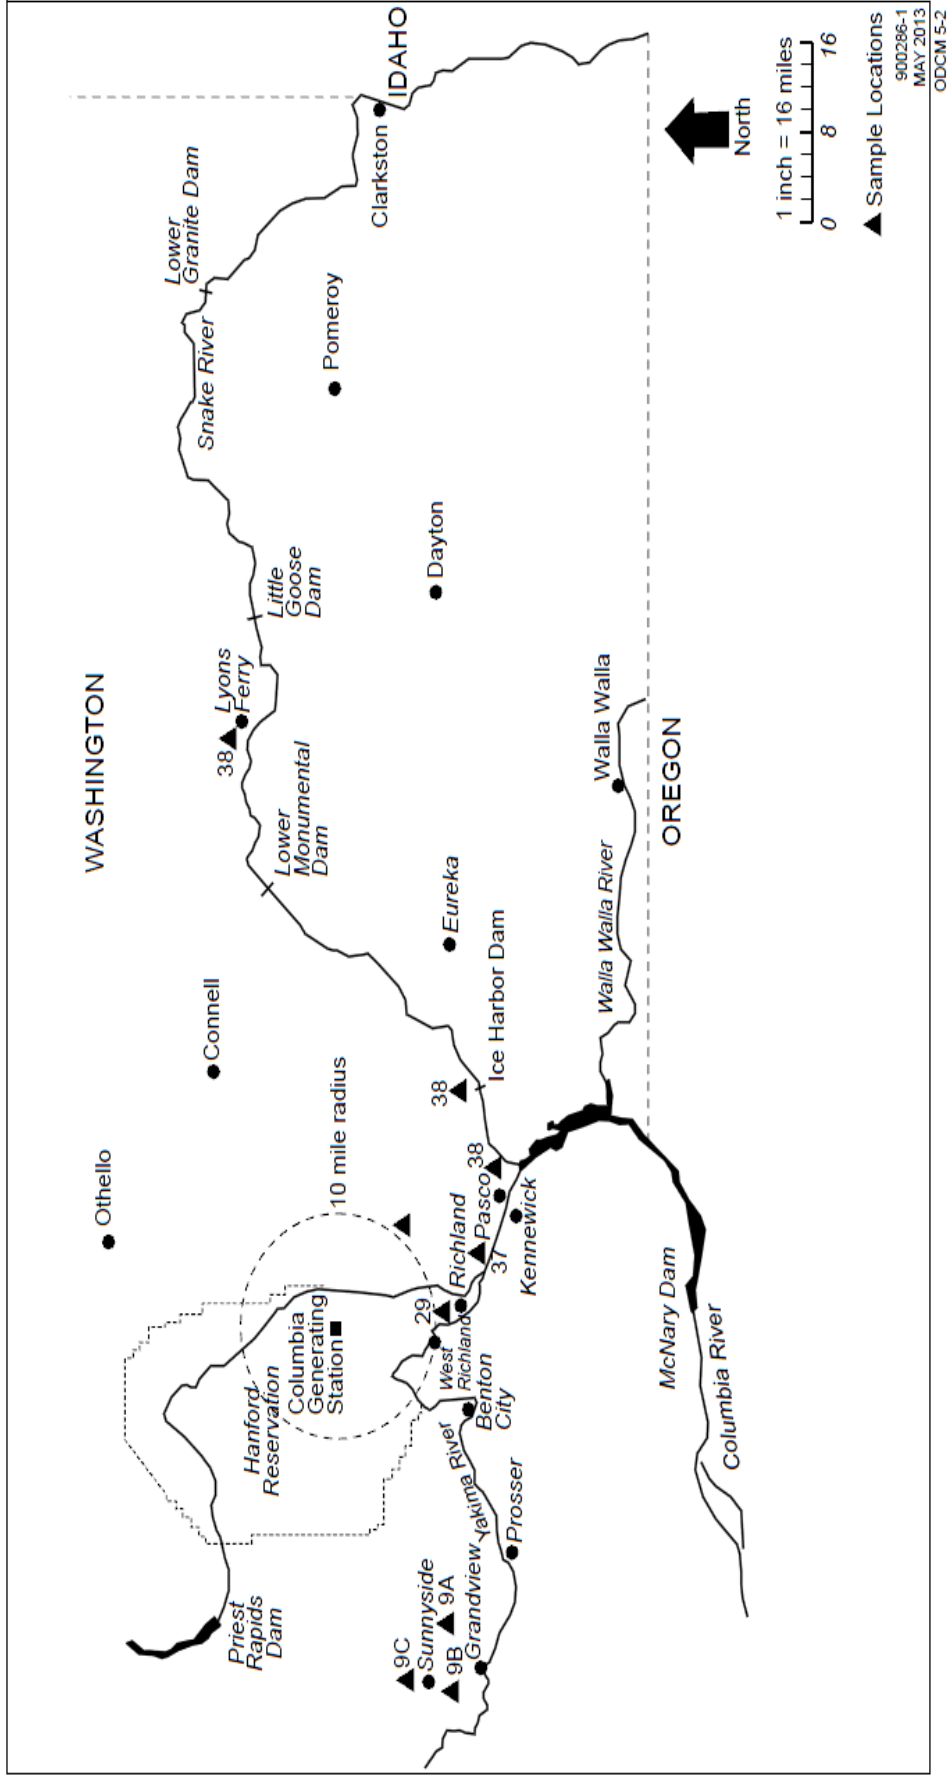 WASHINGTON
Othello
Connell
10 mile radius
Hanford
Reservation
Columbia
Generating
Station
Priest
Rapids
Dam
9C
Sunnyside
9A
9B
Grandview
Yakima River
Prosser
Benton
City
West
Richland
29
Richland
37
Pasco
38
Kennewick
38
Ice Harbor Dam
Eureka
Lower
Monumental
Dam
38
Lyons
Ferry
Little
Goose
Dam
Dayton
Snake River
Pomeroy
Lower
Granite Dam
Clarkston
IDAHO
Walla Walla
Walla Walla River
OREGON
McNary Dam
Columbia River
North
1 inch = 16 miles
0 8 16
Sample Locations
900286-1
MAY 2013
ODCM 5-2